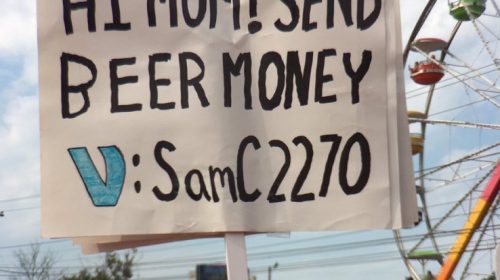 HI MOM! SEND
BEER MONEY
V: SamC2270